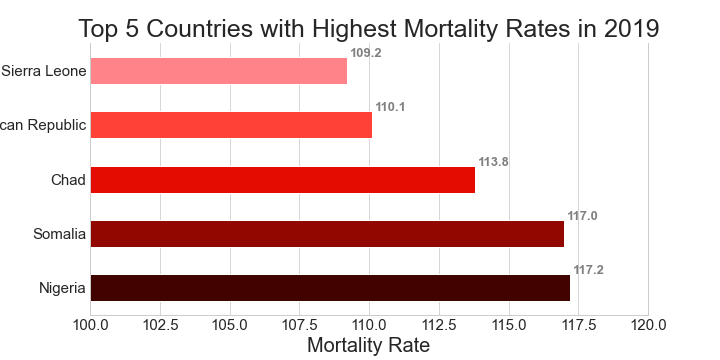 Top 5 Countries with Highest Mortality Rates in 2019
Sierra Leone
109.2
can Republic
110.1
Chad
113.8
Somalia
117.0
Nigeria
117.2
100.0 102.5 105.0 107.5 110.0 112.5 115.0 117.5 120.0
Mortality Rate